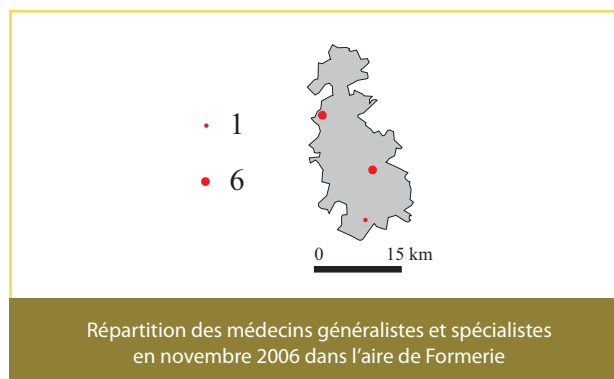 1
6
0 15 km
Répartition des médecins généralistes et spécialistes
en novembre 2006 dans l'aire de Formerie